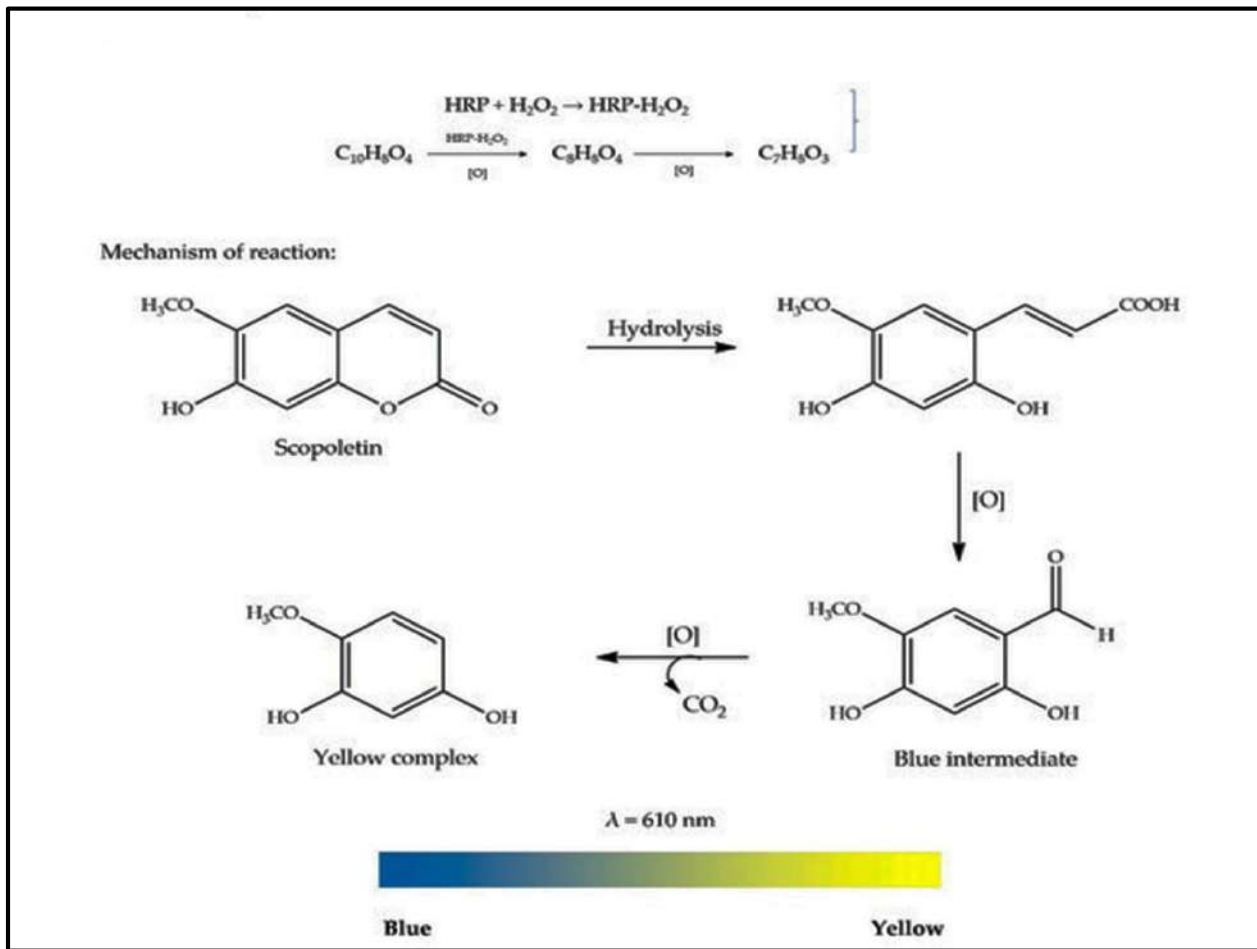 HRP + H₂O₂ → HRP-H₂O₂
C₁₀H₈O₄ HRP-H₂O₂ [O] C₈H₈O₄ [O] C₇H₈O₃
Mechanism of reaction:
H₃CO HO O O
Scopoletin
Hydrolysis
H₃CO HO OH COOH
[O]
H₃CO HO OH O H
Blue intermediate
[O]
CO₂
H₃CO HO OH
Yellow complex
λ = 610 nm
Blue Yellow